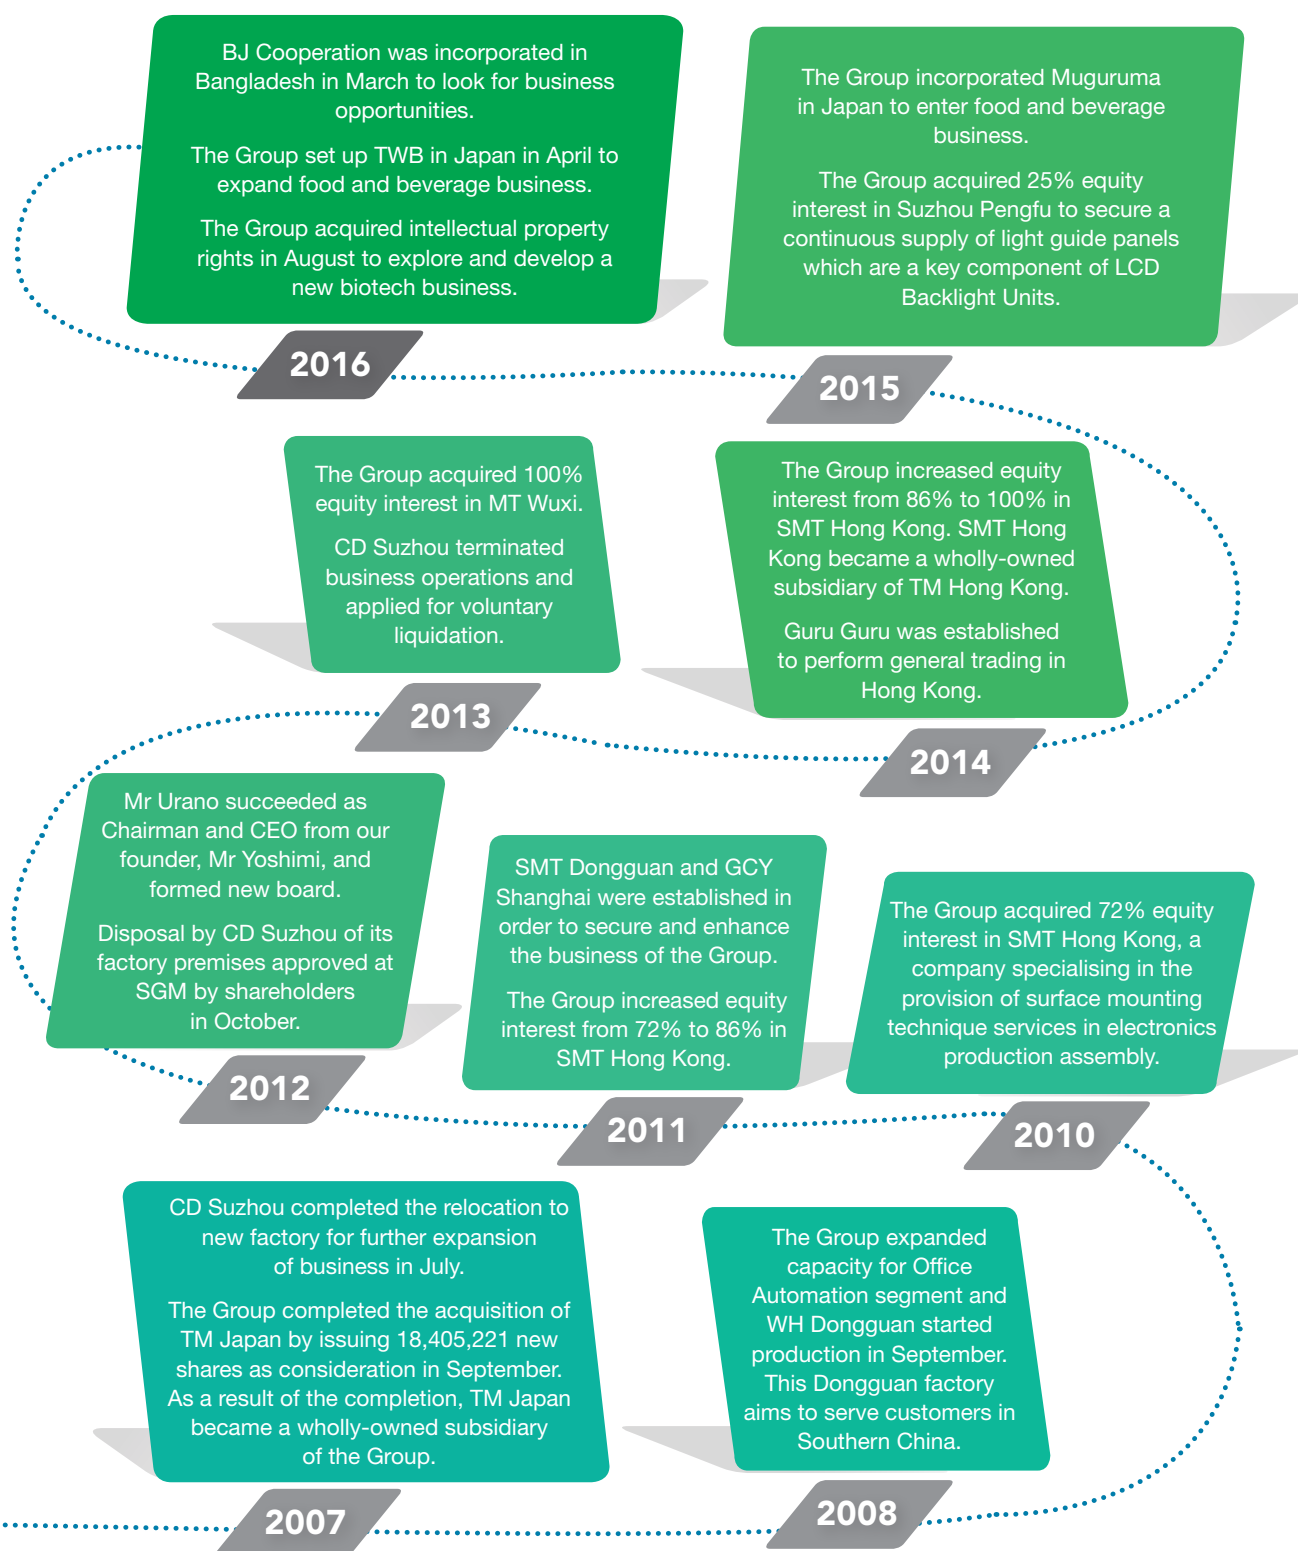 BJ Cooperation was incorporated in
Bangladesh in March to look for business
opportunities.
The Group set up TWB in Japan in April to
expand food and beverage business.
The Group acquired intellectual property
rights in August to explore and develop a
new biotech business.
2016
The Group incorporated Muguruma
in Japan to enter food and beverage
business.
The Group acquired 25% equity
interest in Suzhou Pengfu to secure a
continuous supply of light guide panels
which are a key component of LCD
Backlight Units.
2015
The Group acquired 100%
equity interest in MT Wuxi.
CD Suzhou terminated
business operations and
applied for voluntary
liquidation.
2013
The Group increased equity
interest from 86% to 100% in
SMT Hong Kong. SMT Hong
Kong became a wholly-owned
subsidiary of TM Hong Kong.
Guru Guru was established
to perform general trading in
Hong Kong.
2014
Mr Urano succeeded as
Chairman and CEO from our
founder, Mr Yoshimi, and
formed new board.
Disposal by CD Suzhou of its
factory premises approved at
SGM by shareholders
in October.
2012
SMT Dongguan and GCY
Shanghai were established in
order to secure and enhance
the business of the Group.
The Group increased equity
interest from 72% to 86% in
SMT Hong Kong.
2011
The Group acquired 72% equity
interest in SMT Hong Kong, a
company specialising in the
provision of surface mounting
technique services in electronics
production assembly.
2010
CD Suzhou completed the relocation to
new factory for further expansion
of business in July.
The Group completed the acquisition of
TM Japan by issuing 18,405,221 new
shares as consideration in September.
As a result of the completion, TM Japan
became a wholly-owned subsidiary
of the Group.
2007
The Group expanded
capacity for Office
Automation segment and
WH Dongguan started
production in September.
This Dongguan factory
aims to serve customers in
Southern China.
2008